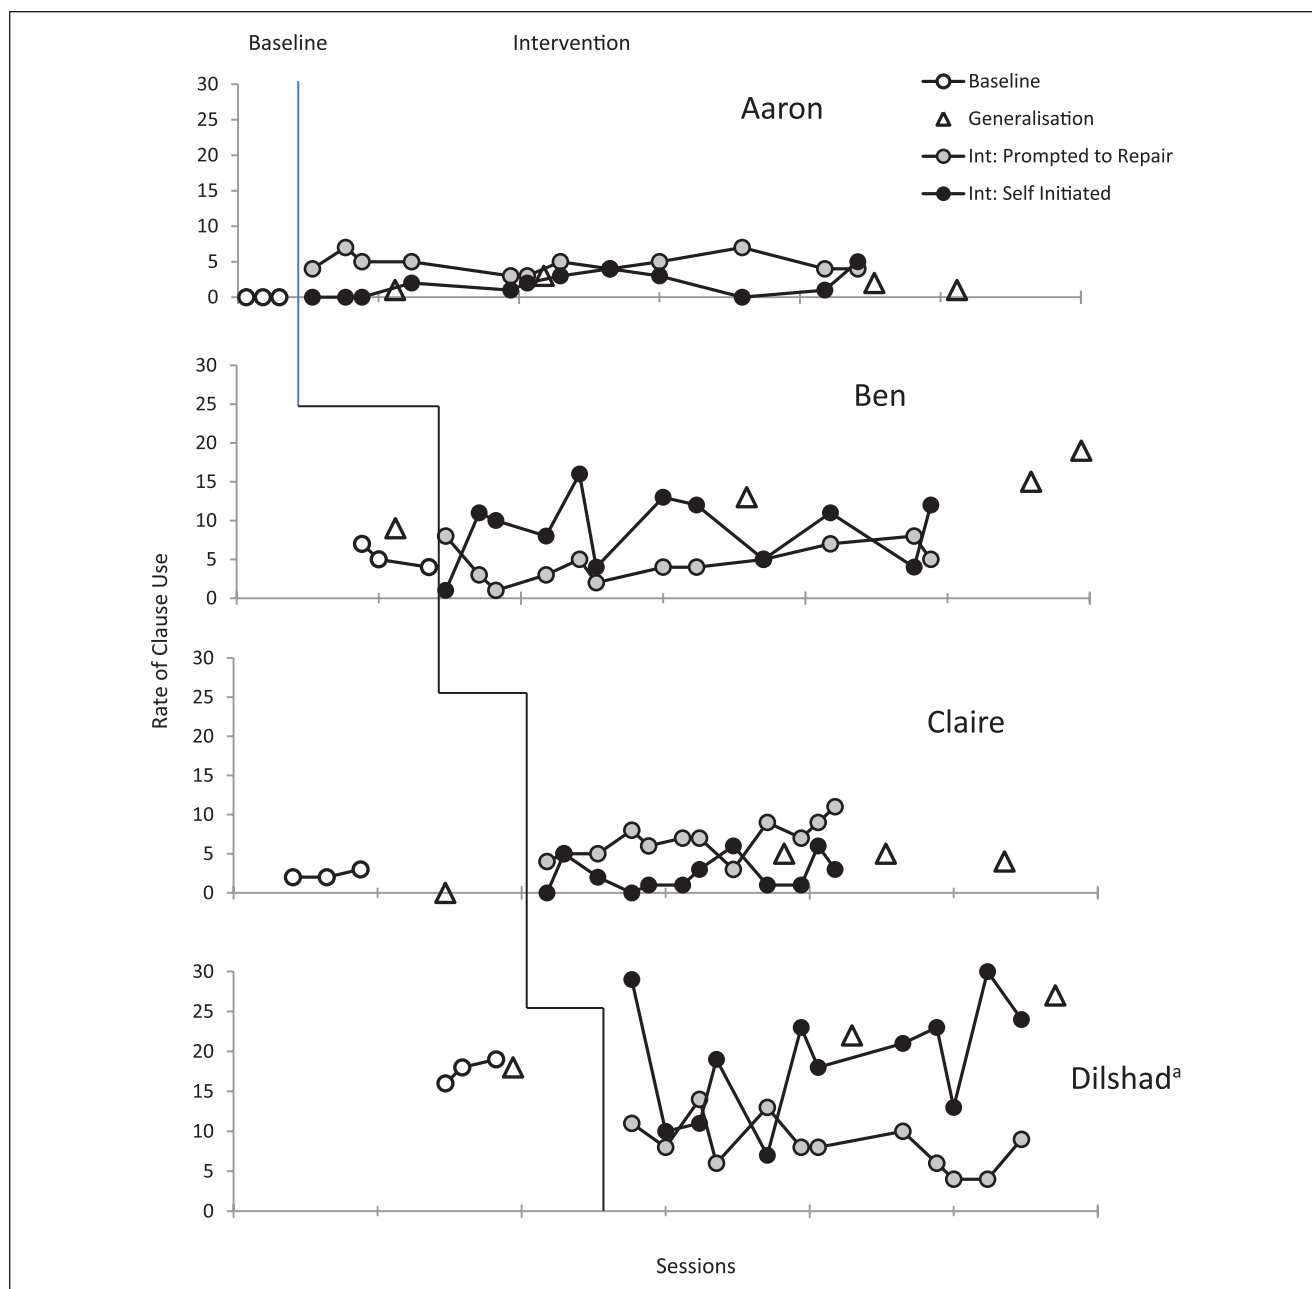 Baseline Intervention
Baseline
Generalisation
Int: Prompted to Repair
Int: Self Initiated
Aaron
30
25
20
15
10
5
0
Ben
30
25
20
15
10
5
0
Rate of Clause Use
Claire
30
25
20
15
10
5
0
Dilshadᵃ
30
25
20
15
10
5
0
Sessions